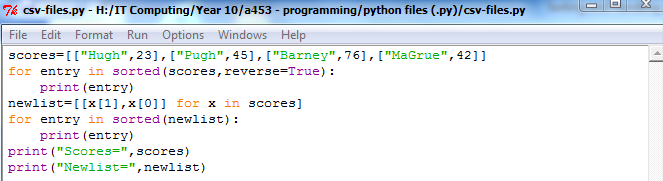 csv-files.py - H:/IT Computing/Year 10/a453 - programming/python files (.py)/csv-files.py
File Edit Format Run Options Windows Help
scores=[["Hugh",23],["Pugh",45],["Barney",76],["MaGrue",42]]
for entry in sorted(scores,reverse=True):
    print(entry)
newlist=[[x[1],x[0]] for x in scores]
for entry in sorted(newlist):
    print(entry)
print("Scores=",scores)
print("Newlist=",newlist)